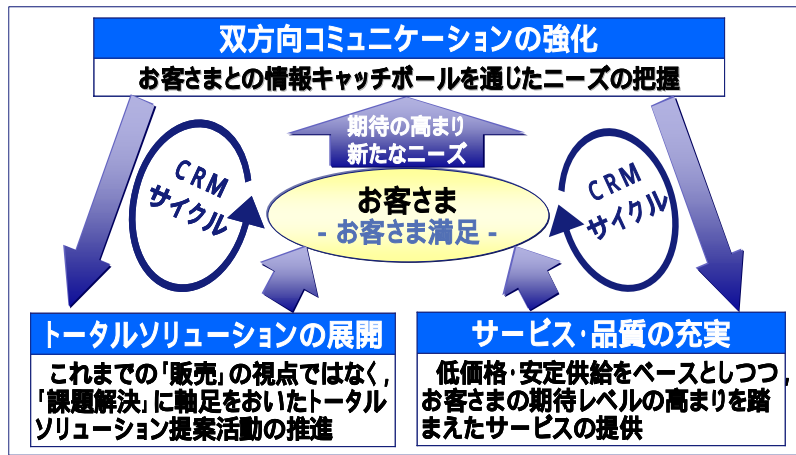 双方向コミュニケーションの強化
お客さまとの情報キャッチボールを通じたニーズの把握
期待の高まり
新たなニーズ
CRM
サイクル
お客さま
- お客さま満足 -
CRM
サイクル
トータルソリューションの展開
これまでの「販売」の視点ではなく,
「課題解決」に軸足をおいたトータル
ソリューション提案活動の推進
サービス・品質の充実
低価格・安定供給をベースとしつつ,
お客さまの期待レベルの高まりを踏
まえたサービスの提供